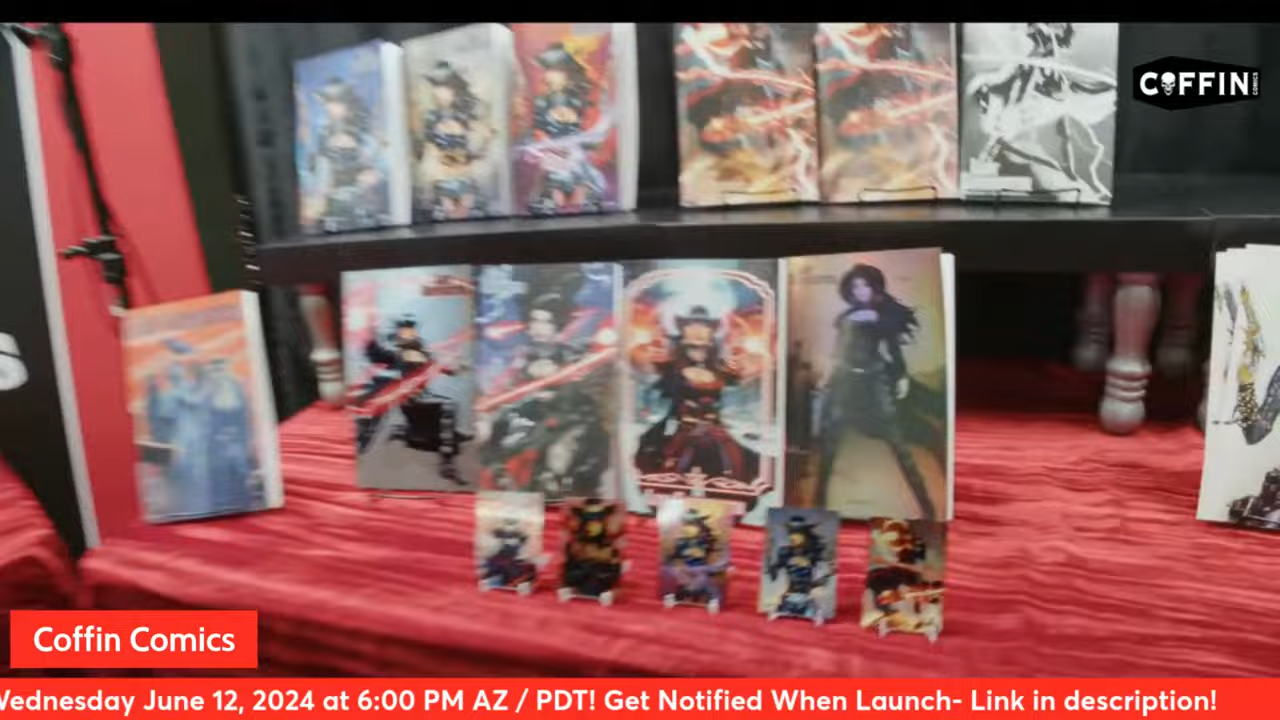 COFFIN
COMICS
Coffin Comics
Wednesday June 12, 2024 at 6:00 PM AZ / PDT! Get Notified When Launch- Link in description!